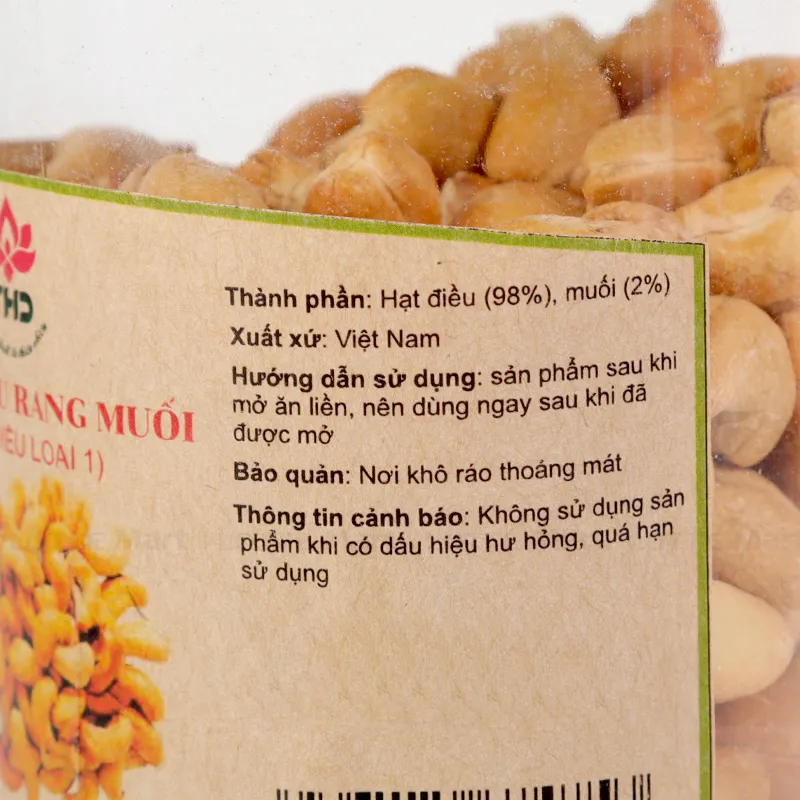 THD
RANG MUỐI
LOẠI 1)
Thành phần: Hạt điều (98%), muối (2%)
Xuất xứ: Việt Nam
Hướng dẫn sử dụng: sản phẩm sau khi
mở ăn liền, nên dùng ngay sau khi đã
được mở
Bảo quản: Nơi khô ráo thoáng mát
Thông tin cảnh báo: Không sử dụng sản
phẩm khi có dấu hiệu hư hỏng, quá hạn
sử dụng